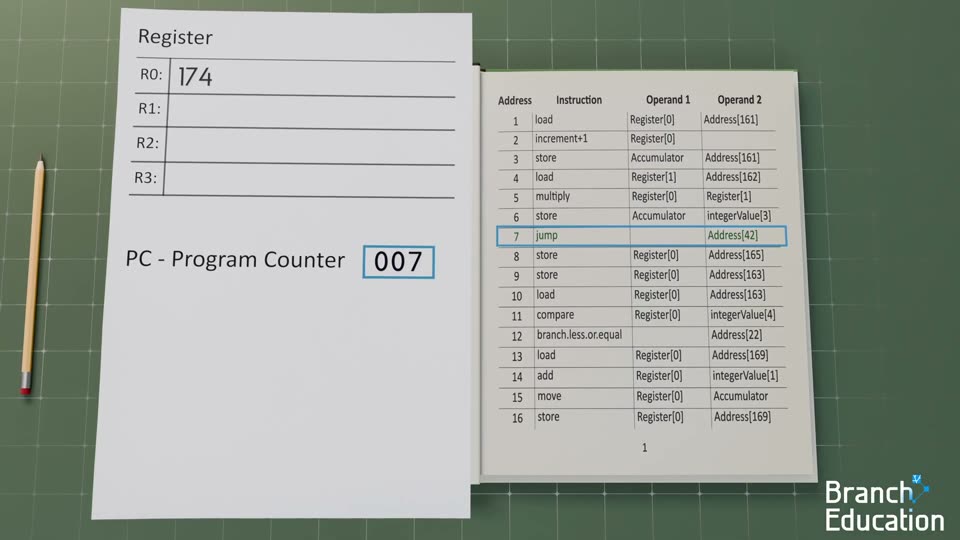 Register
R0: 174
R1:
R2:
R3:
PC - Program Counter 007
Address Instruction Operand 1 Operand 2
1 load Register[0] Address[161]
2 increment+1 Register[0]
3 store Accumulator Address[161]
4 load Register[1] Address[162]
5 multiply Register[0] Register[1]
6 store Accumulator integerValue[3]
7 jump Address[42]
8 store Register[0] Address[165]
9 store Register[0] Address[163]
10 load Register[0] Address[163]
11 compare Register[0] integerValue[4]
12 branch.less.or.equal Address[22]
13 load Register[0] Address[169]
14 add Register[0] integerValue[1]
15 move Register[0] Accumulator
16 store Register[0] Address[169]
1
Branch
Education